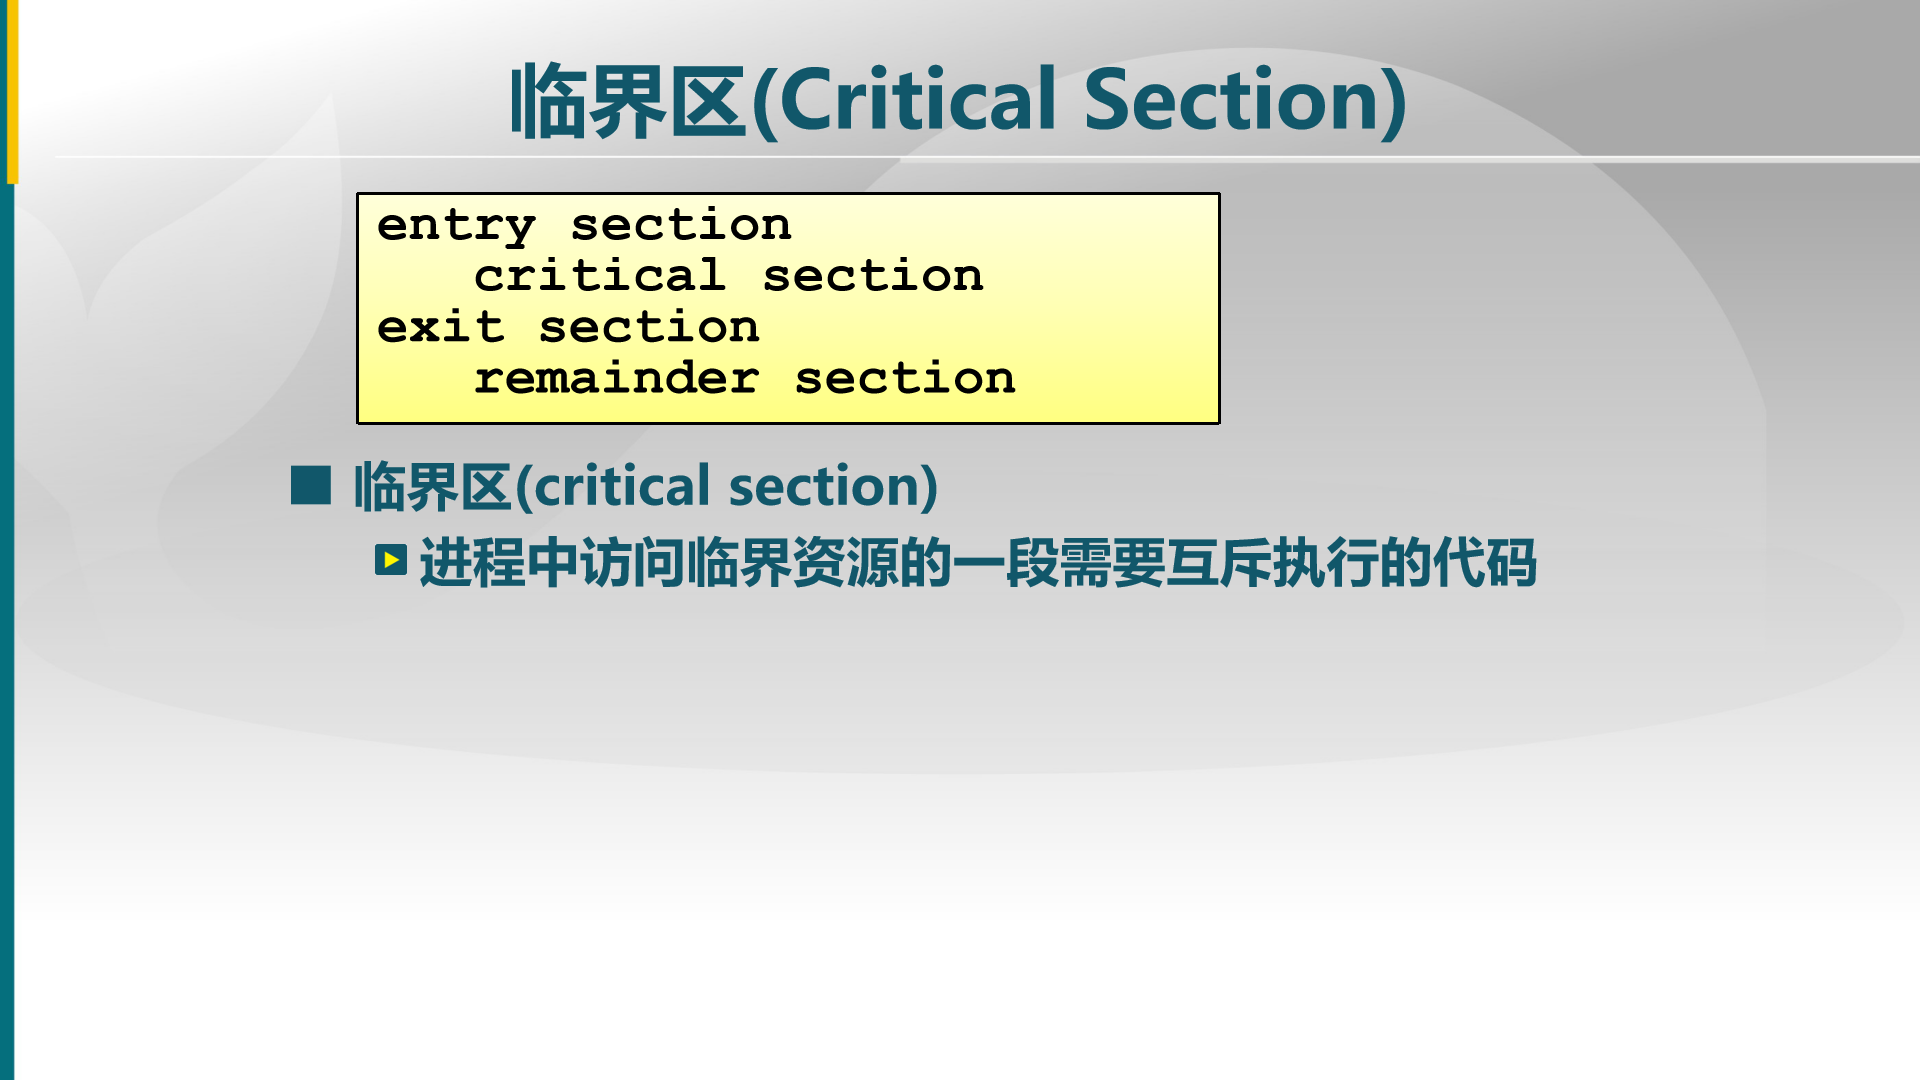 临界区(Critical Section)
entry section
   critical section
exit section
   remainder section
临界区(critical section)
进程中访问临界资源的一段需要互斥执行的代码